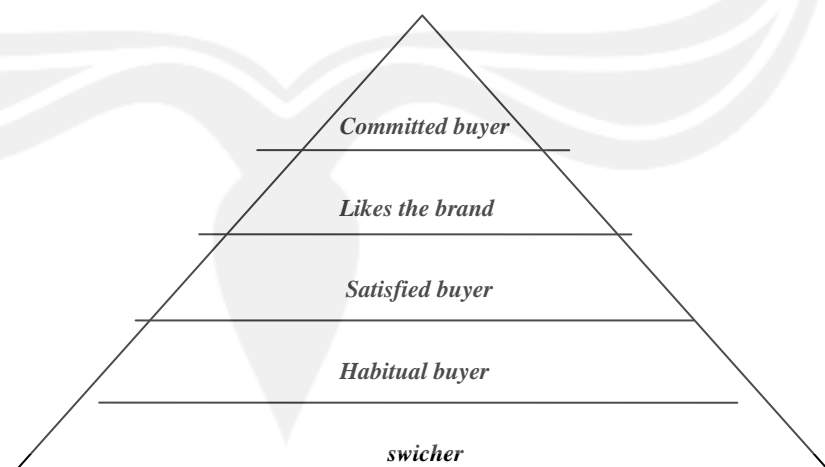 Committed buyer
Likes the brand
Satisfied buyer
Habitual buyer
swicher